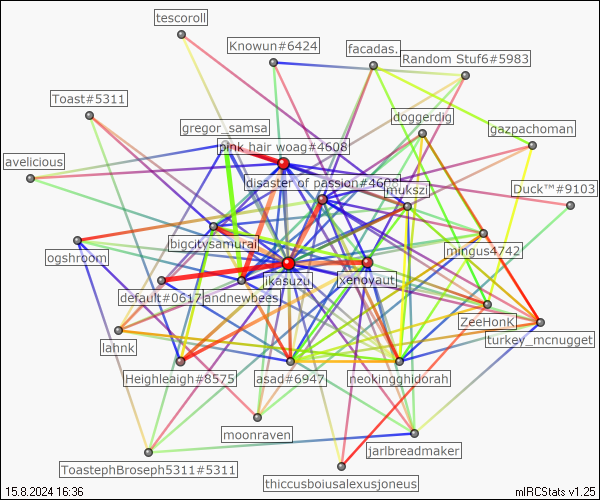 tescoroll
Knowun#6424
facadas.
Random Stuf6#5983
Toast#5311
doggerdig
gregor_samsa
gazpachoman
pink hair woag#4608
avelicious
disaster of passion#4608
mukszi
Duck™#9103
bigcitysamurai
mingus4742
ogshroom
ikasuzu
xenoyaut
default#0617
andnewbees
ZeeHonK
turkey_mcnugget
lahnk
Heighleaigh#8575
asad#6947
neokingghidorah
moonraven
jarlbreadmaker
ToastephBroseph5311#5311
thiccusboiusalexusjoneus
15.8.2024 16:36
mIRCStats v1.25